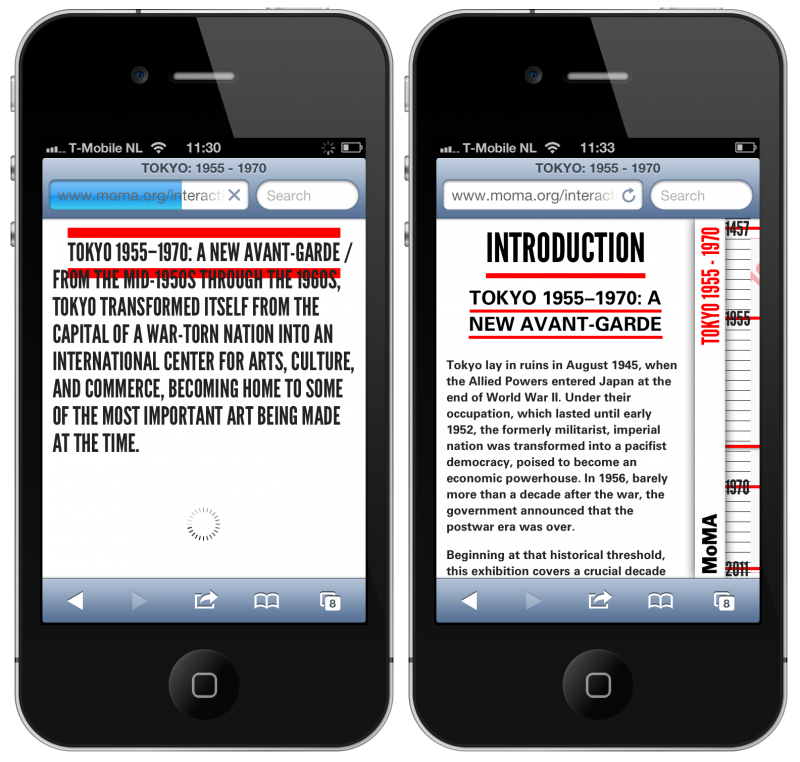 T-Mobile NL 11:30
TOKYO: 1955 - 1970
www.moma.org/interacti
Search
TOKYO 1955–1970: A NEW AVANT-GARDE /
FROM THE MID-1950S THROUGH THE 1960S,
TOKYO TRANSFORMED ITSELF FROM THE
CAPITAL OF A WAR-TORN NATION INTO AN
INTERNATIONAL CENTER FOR ARTS, CULTURE,
AND COMMERCE, BECOMING HOME TO SOME
OF THE MOST IMPORTANT ART BEING MADE
AT THE TIME.
8
T-Mobile NL 11:33
TOKYO: 1955 - 1970
www.moma.org/interacti
Search
INTRODUCTION
TOKYO 1955–1970: A
NEW AVANT-GARDE
Tokyo lay in ruins in August 1945, when
the Allied Powers entered Japan at the
end of World War II. Under their
occupation, which lasted until early
1952, the formerly militarist, imperial
nation was transformed into a pacifist
democracy, poised to become an
economic powerhouse. In 1956, barely
more than a decade after the war, the
government announced that the
postwar era was over.
Beginning at that historical threshold,
this exhibition covers a crucial decade
TOKYO 1955 - 1970
MoMA
1457
1955
1970
2011
8